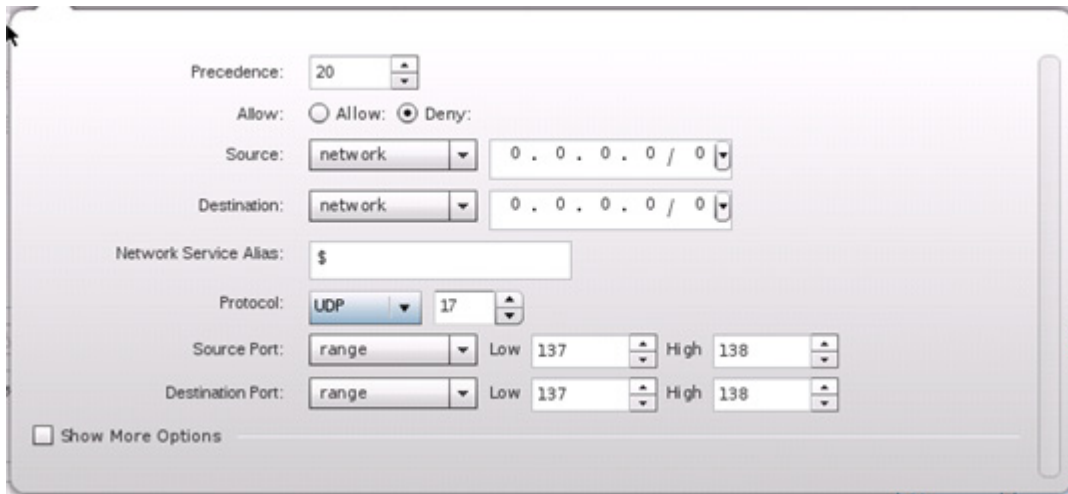 Precedence: 20
Allow: Allow: Deny:
Source: network 0 . 0 . 0 . 0 / 0
Destination: network 0 . 0 . 0 . 0 / 0
Network Service Alias: $
Protocol: UDP 17
Source Port: range Low 137 High 138
Destination Port: range Low 137 High 138
Show More Options